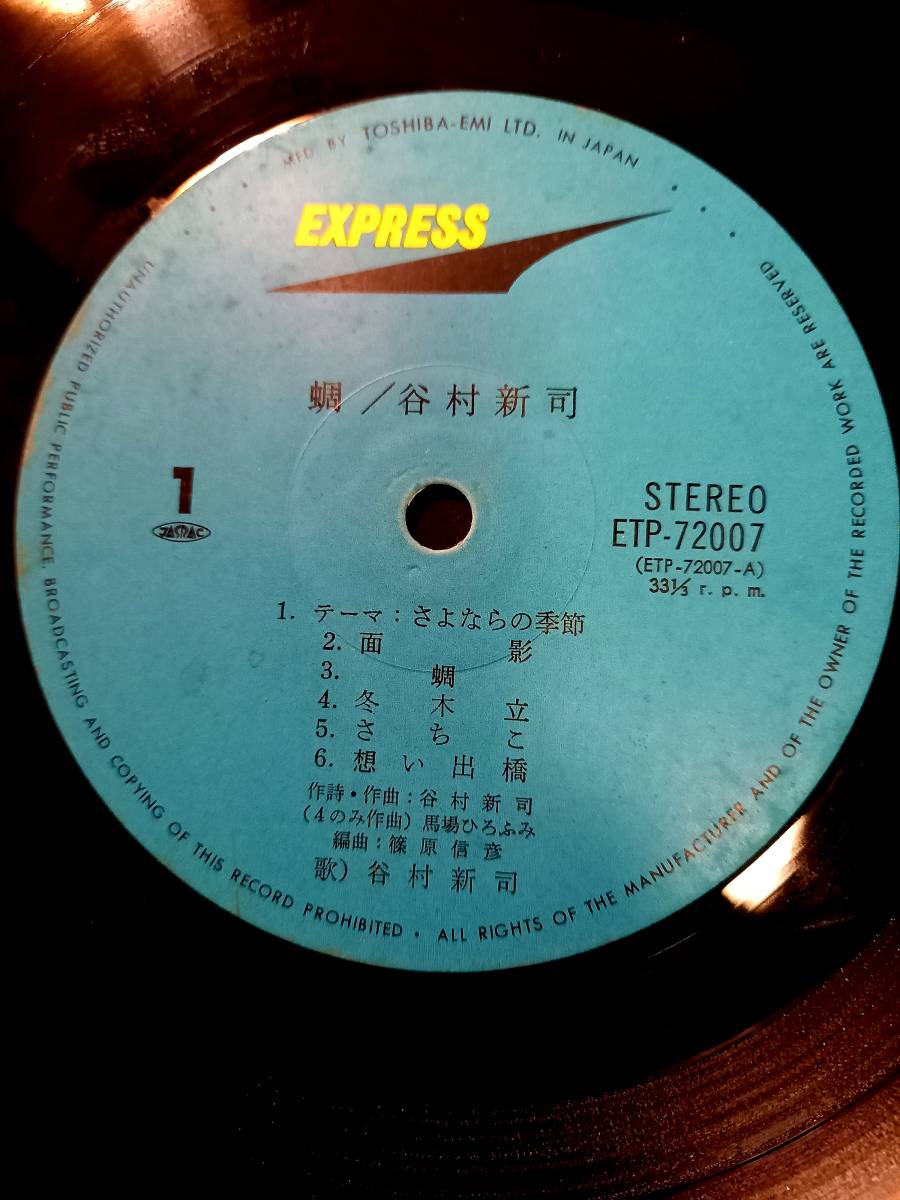 MFD. BY TOSHIBA-EMI LTD. IN JAPAN
EXPRESS
蜩／谷村新司
1
JASRAC
STEREO
ETP-72007
(ETP-72007-A)
33⅓ r. p. m.
1. テーマ：さよならの季節
2. 面影
3. 蜩
4. 冬木立
5. さちこ
6. 想い出橋
作詩・作曲：谷村新司
(4のみ作曲) 馬場ひろふみ
編曲：篠原信彦
歌) 谷村新司
UNAUTHORIZED PUBLIC PERFORMANCE, BROADCASTING AND COPYING OF THIS RECORD PROHIBITED • ALL RIGHTS OF THE MANUFACTURER AND OF THE OWNER OF THE RECORDED WORK ARE RESERVED